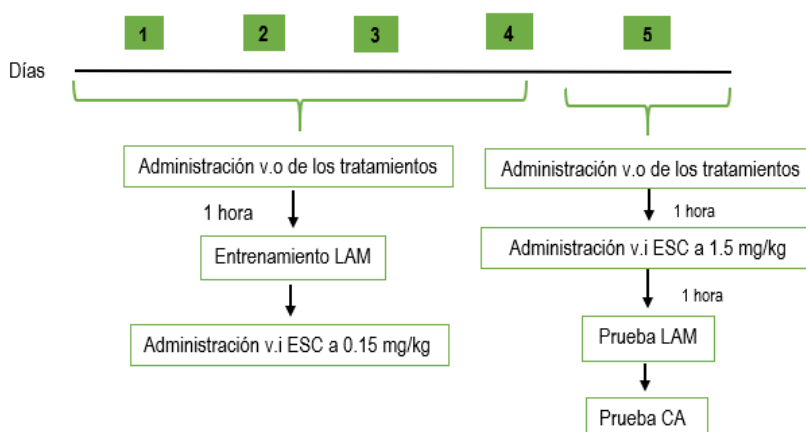 1 2 3 4 5
Días
Administración v.o de los tratamientos
1 hora
Entrenamiento LAM
Administración v.i ESC a 0.15 mg/kg
Administración v.o de los tratamientos
1 hora
Administración v.i ESC a 1.5 mg/kg
1 hora
Prueba LAM
Prueba CA